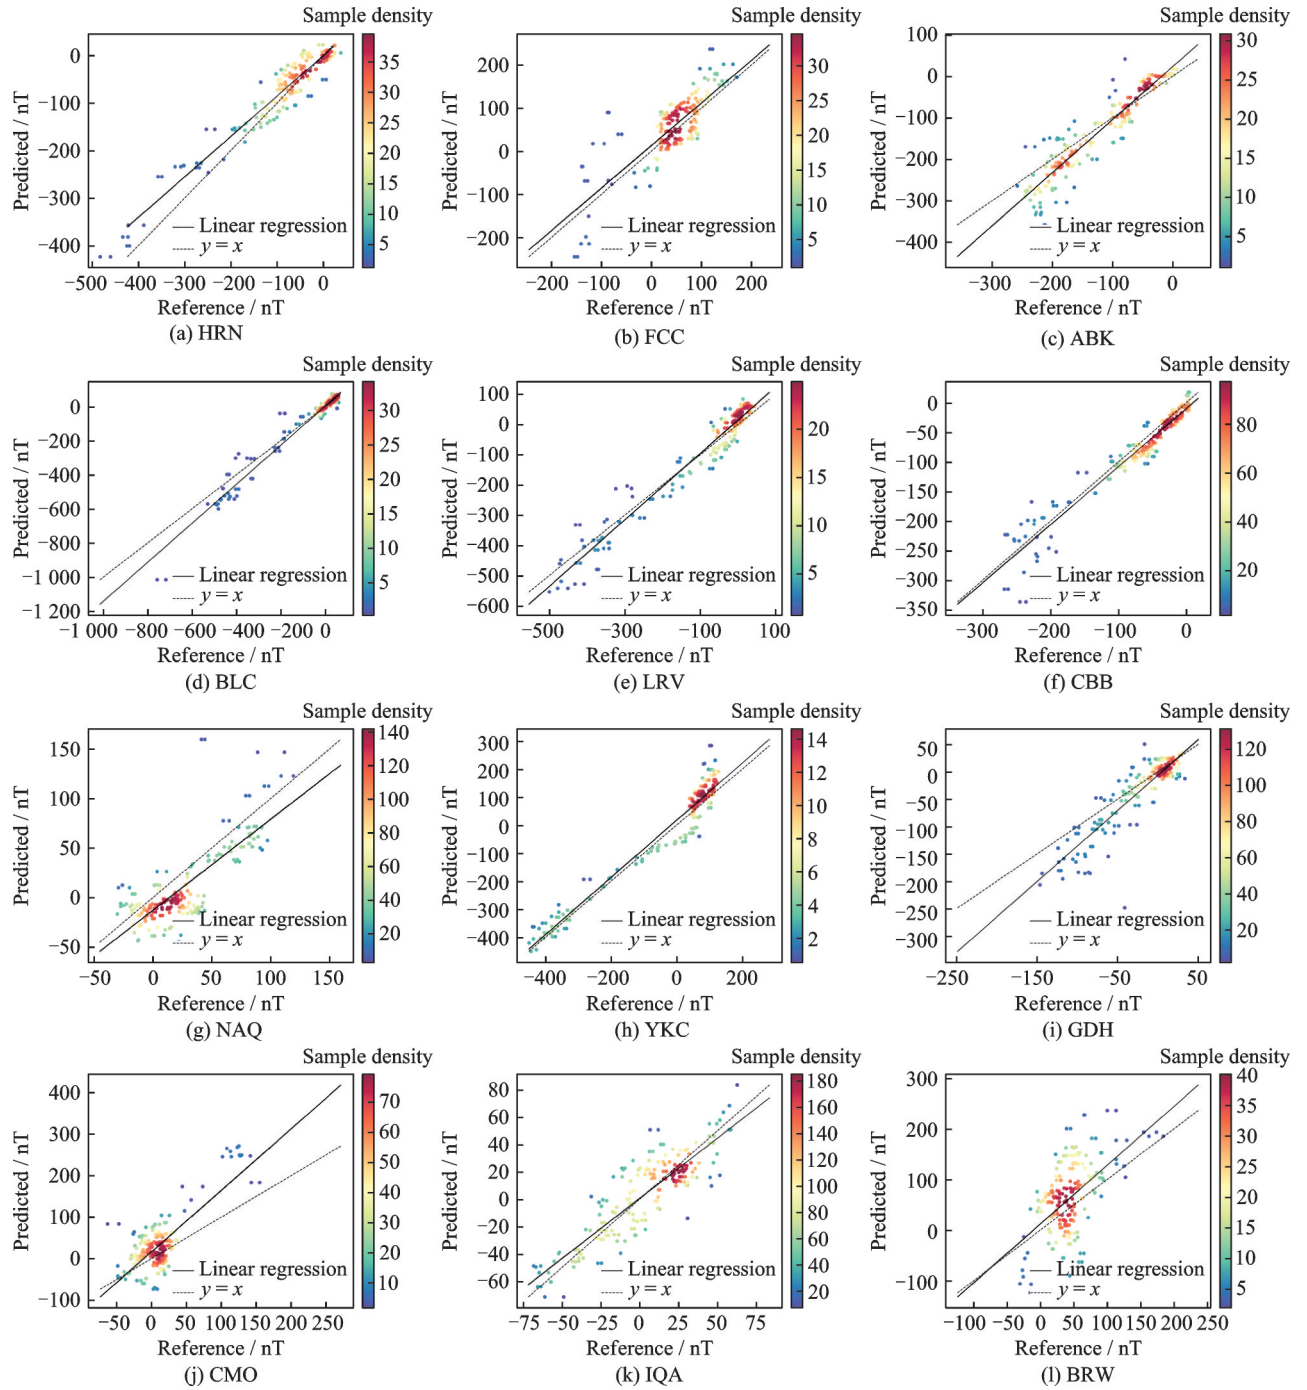 Sample density Sample density Sample density
0 −100 −200 −300 −400
Predicted / nT
Linear regression
y = x
−500 −400 −300 −200 −100 0
Reference / nT
35 30 25 20 15 10 5
(a) HRN
200 100 0 −100 −200
Predicted / nT
Linear regression
y = x
−200 −100 0 100 200
Reference / nT
30 25 20 15 10 5
(b) FCC
100 0 −100 −200 −300 −400
Predicted / nT
Linear regression
y = x
−300 −200 −100 0
Reference / nT
30 25 20 15 10 5
(c) ABK
Sample density Sample density Sample density
0 −200 −400 −600 −800 −1 000 −1 200
Predicted / nT
Linear regression
y = x
−1 000 −800 −600 −400 −200 0
Reference / nT
30 25 20 15 10 5
(d) BLC
100 0 −100 −200 −300 −400 −500 −600
Predicted / nT
Linear regression
y = x
−500 −300 −100 0 100
Reference / nT
20 15 10 5
(e) LRV
0 −50 −100 −150 −200 −250 −300 −350
Predicted / nT
Linear regression
y = x
−300 −200 −100 0
Reference / nT
80 60 40 20
(f) CBB
Sample density Sample density Sample density
150 100 50 0 −50
Predicted / nT
Linear regression
y = x
−50 0 50 100 150
Reference / nT
140 120 100 80 60 40 20
(g) NAQ
300 200 100 0 −100 −200 −300 −400
Predicted / nT
Linear regression
y = x
−400 −200 0 200
Reference / nT
14 12 10 8 6 4 2
(h) YKC
50 0 −50 −100 −150 −200 −250 −300
Predicted / nT
Linear regression
y = x
−250 −150 −50 50
Reference / nT
120 100 80 60 40 20
(i) GDH
Sample density Sample density Sample density
400 300 200 100 0 −100
Predicted / nT
Linear regression
y = x
−50 0 50 100 150 200 250
Reference / nT
70 60 50 40 30 20 10
(j) CMO
80 60 40 20 0 −20 −40 −60
Predicted / nT
Linear regression
y = x
−75 −50 −25 0 25 50 75
Reference / nT
180 160 140 120 100 80 60 40 20
(k) IQA
300 200 100 0 −100
Predicted / nT
Linear regression
y = x
−100 −50 0 50 100 150 200
Reference / nT
40 35 30 25 20 15 10 5
(l) BRW